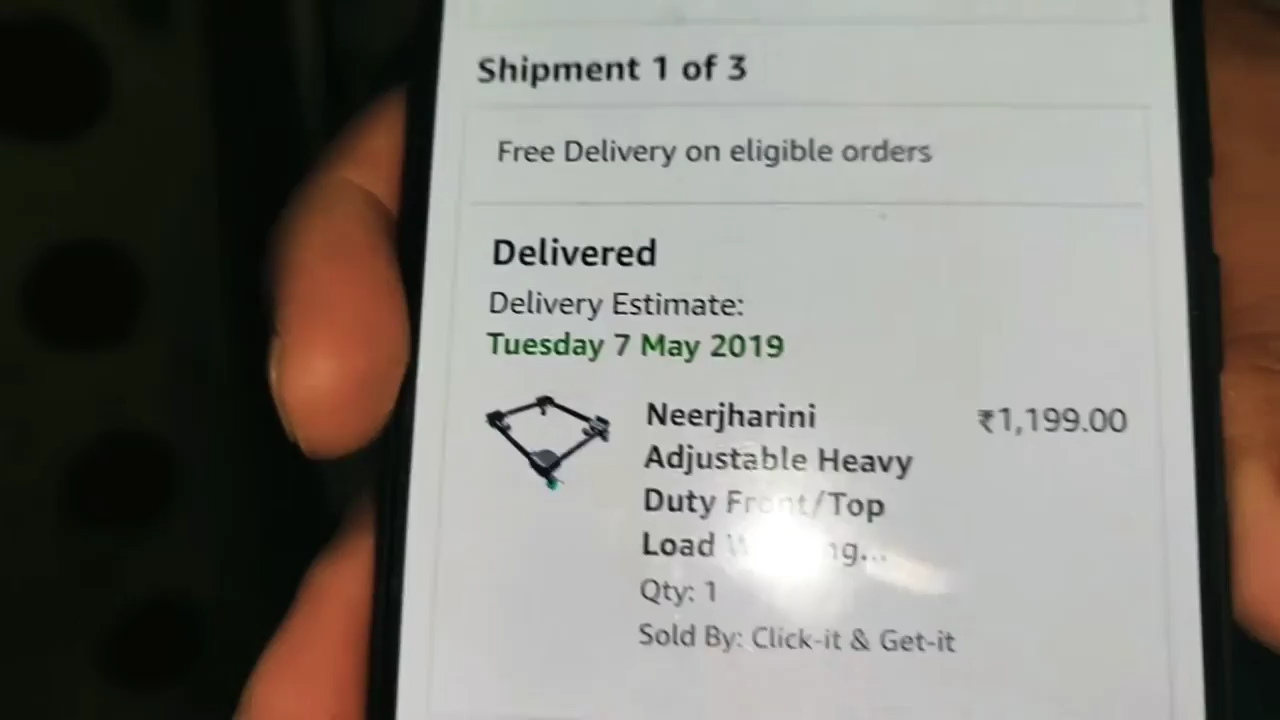 Shipment 1 of 3
Free Delivery on eligible orders
Delivered
Delivery Estimate:
Tuesday 7 May 2019
Neerjharini
₹1,199.00
Adjustable Heavy
Duty Front/Top
Load
Qty: 1
Sold By: Click-it & Get-it